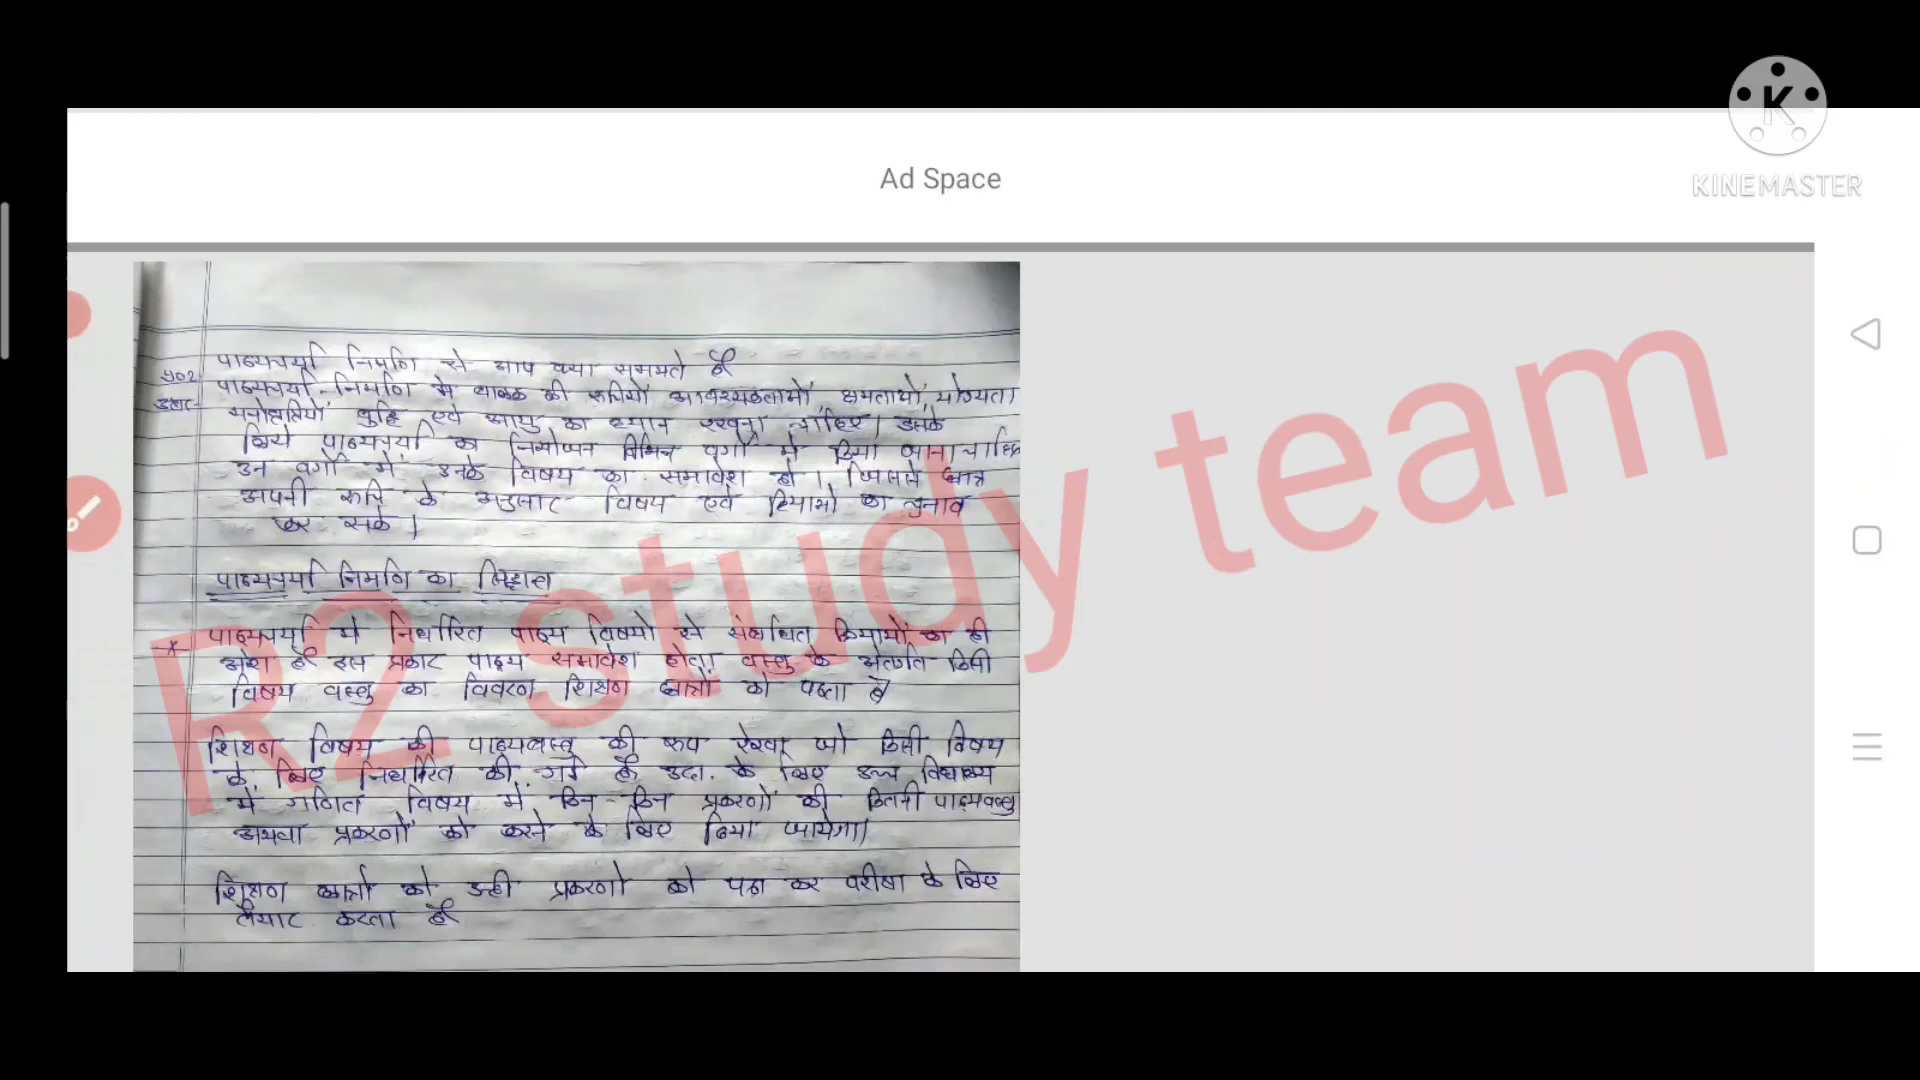 Ad Space
KINEMASTER
पाठ्यचर्या निर्माण से आप क्या समझते हैं
प्र०2
पाठ्यचर्या निर्माण में बालक की रूचियों, आवश्यकताओं, क्षमताओं, योग्यता
उत्तर-
मनोवृत्तियों, बुद्धि एवं आयु का ध्यान रखना चाहिए। इसके
लिये पाठ्यचर्या का विभिन्न वर्गों में किया जाना चाहि
उन वर्गों में उनके विषय का समावेश हो। जिससे छात्र
अपनी रूचि के अनुसार विषय एवं क्रियाओं का चुनाव
कर सके।
पाठ्यचर्या निर्माण का सिद्धान्त
पाठ्यचर्या में निर्धारित पाठ्य विषयों से संबंधित क्रियाओं का ही
अंश है इस प्रकार पाठ्य समावेश होता वस्तु के अंतर्गत किसी
विषय वस्तु का विवरण शिक्षण छात्रों को पता है
शिक्षण विषय की पाठ्यवस्तु की रूप रेखा जो किसी विषय
के लिए निर्धारित की गई है उदा. के लिए उच्च विद्यालय
में गणित विषय में किन-किन प्रकरणों की कितनी पाठ्यवस्तु
अथवा प्रकरणों को करने के लिए दिया जायेगा।
शिक्षण छात्रों को उन्ही प्रकरणों को पढ़ा कर परीक्षा के लिए
तैयार करता है
R2 study team